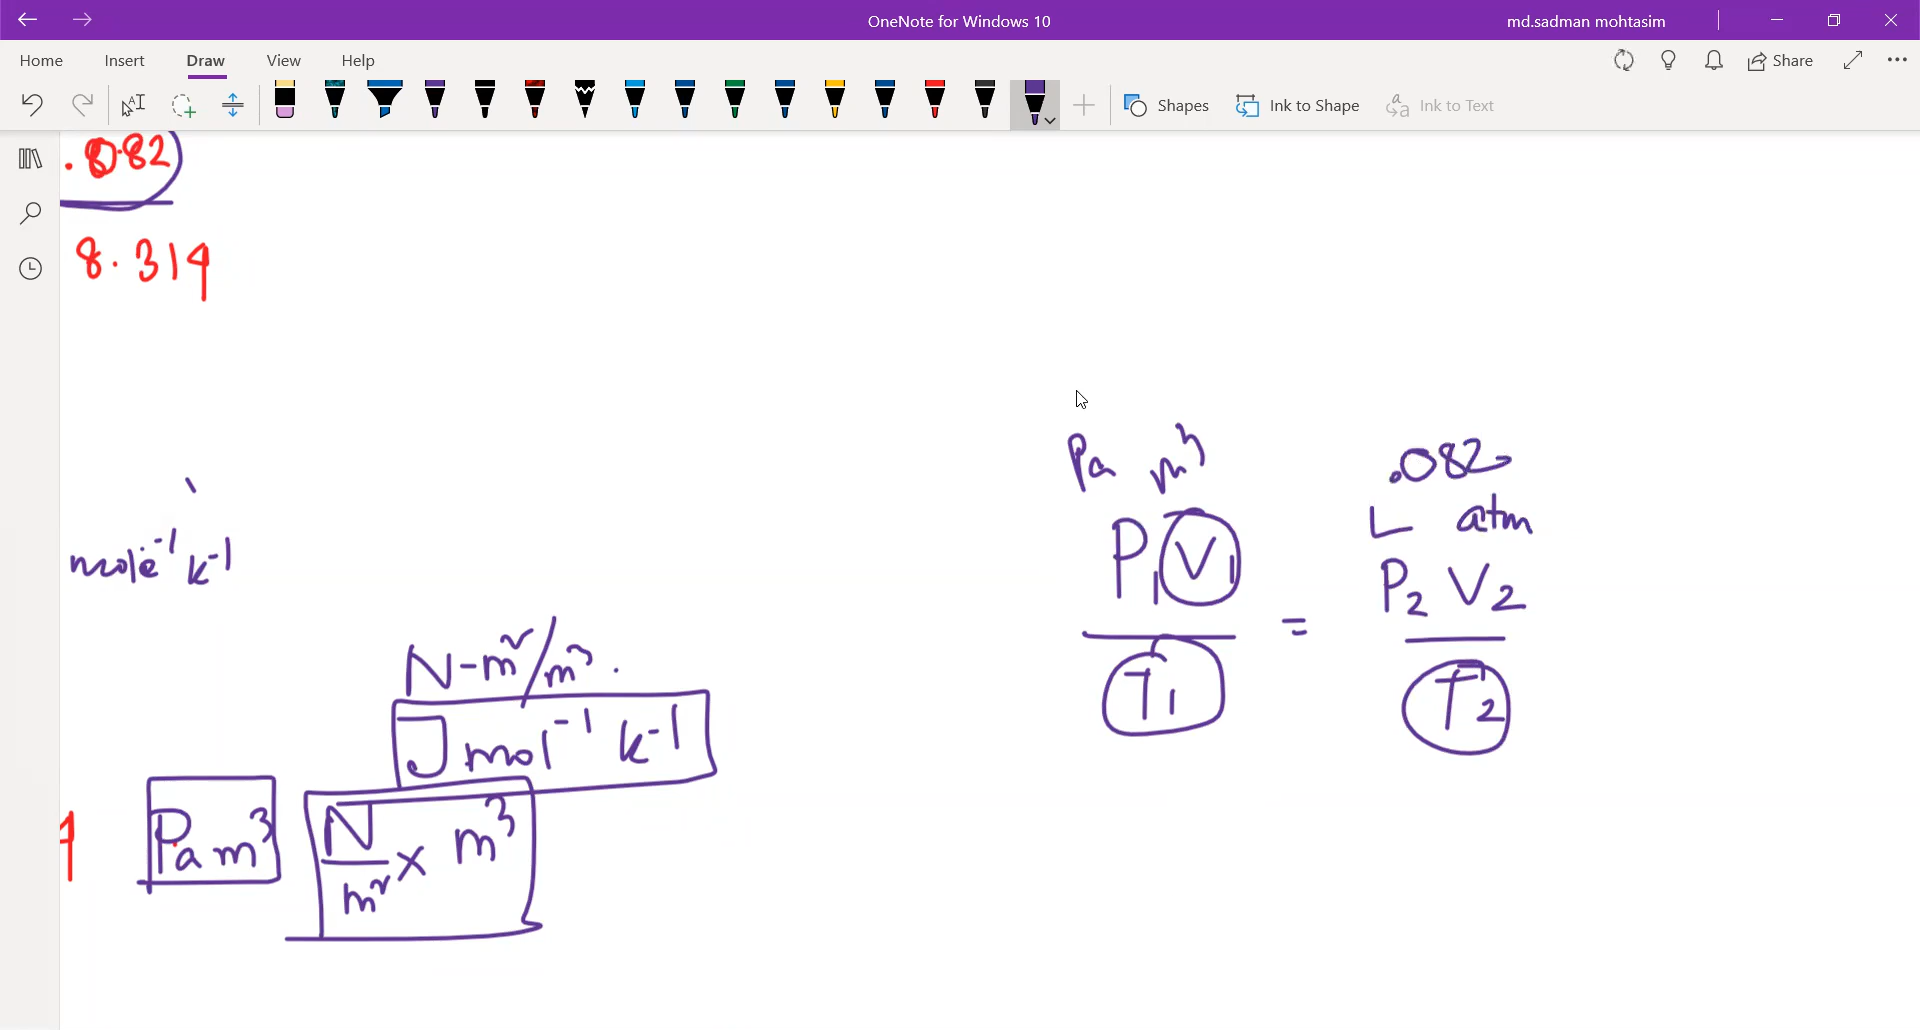 OneNote for Windows 10
md.sadman mohtasim
Home Insert Draw View Help
Share
Shapes Ink to Shape Ink to Text
.082
8.314
mole⁻¹ k⁻¹
N-m²/m³.
J mol⁻¹ k⁻¹
4 Pa m³ N/m² × m³
Pa m³ .082
L atm
P₁V₁/T₁ = P₂V₂/T₂